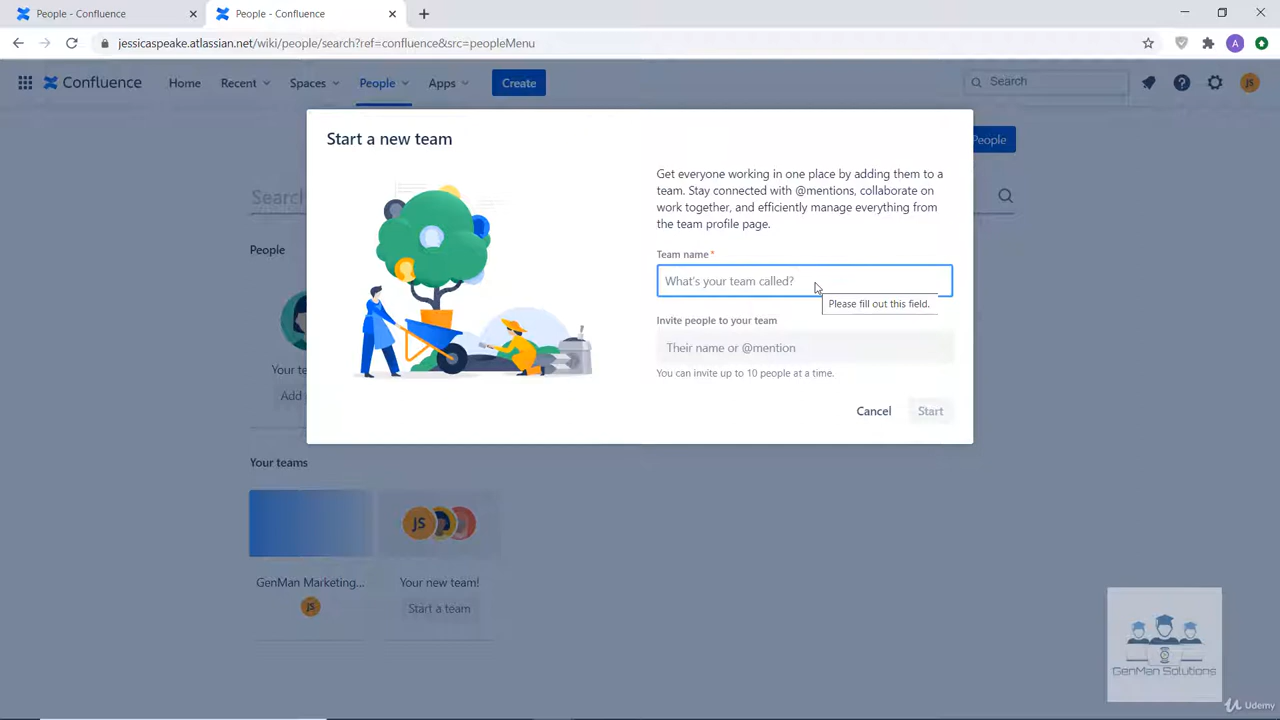 People - Confluence
People - Confluence
jessicaspeake.atlassian.net/wiki/people/search?ref=confluence&src=peopleMenu
Confluence
Home
Recent
Spaces
People
Apps
Create
Search
JS
Start a new team
People
Get everyone working in one place by adding them to a
team. Stay connected with @mentions, collaborate on
work together, and efficiently manage everything from
the team profile page.
Search
Team name*
What's your team called?
Please fill out this field.
People
Invite people to your team
Their name or @mention
You can invite up to 10 people at a time.
Your te
Add
Cancel
Start
Your teams
JS
GenMan Marketing...
JS
Your new team!
Start a team
GenMan Solutions
Udemy